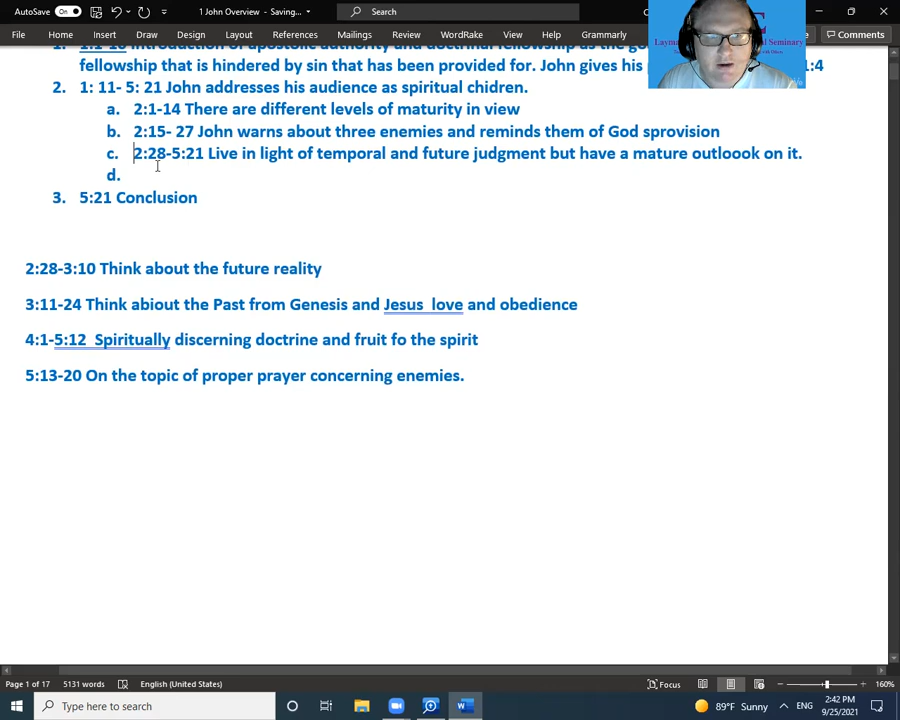 AutoSave On 1 John Overview - Saving... Search
File Home Insert Draw Design Layout References Mailings Review View WordRake Help Grammarly Comments
fellowship that is hindered by sin that has been provided for. John gives his 1:4
2. 1: 11- 5: 21 John addresses his audience as spiritual chidren.
a. 2:1-14 There are different levels of maturity in view
b. 2:15- 27 John warns about three enemies and reminds them of God sprovision
c. 2:28-5:21 Live in light of temporal and future judgment but have a mature outloook on it.
d.
3. 5:21 Conclusion
2:28-3:10 Think about the future reality
3:11-24 Think abiout the Past from Genesis and Jesus love and obedience
4:1-5:12 Spiritually discerning doctrine and fruit fo the spirit
5:13-20 On the topic of proper prayer concerning enemies.
Page 1 of 17 5131 words English (United States) Focus 160%
Type here to search 89°F Sunny ENG 2:42 PM
9/25/2021